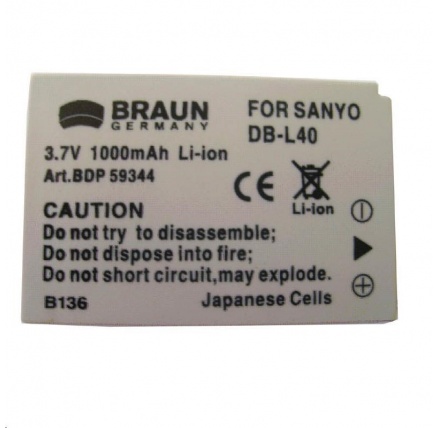 BRAUN
GERMANY
FOR SANYO
DB-L40
3.7V 1000mAh Li-ion
Art.BDP 59344
CE
Li-ion
CAUTION
Do not try to disassemble;
Do not dispose into fire;
Do not short circuit,may explode.
B136
Japanese Cells